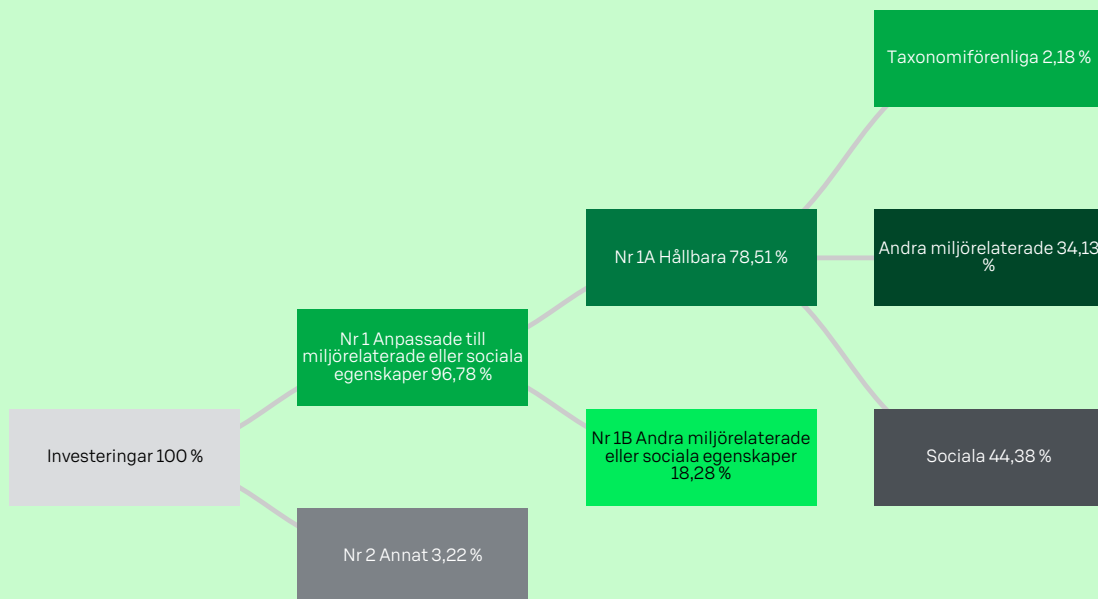 Taxonomiförenliga 2,18 %
Nr 1A Hållbara 78,51 %
Andra miljörelaterade 34,13
%
Nr 1 Anpassade till
miljörelaterade eller sociala
egenskaper 96,78 %
Investeringar 100 %
Nr 1B Andra miljörelaterade
eller sociala egenskaper
18,28 %
Sociala 44,38 %
Nr 2 Annat 3,22 %